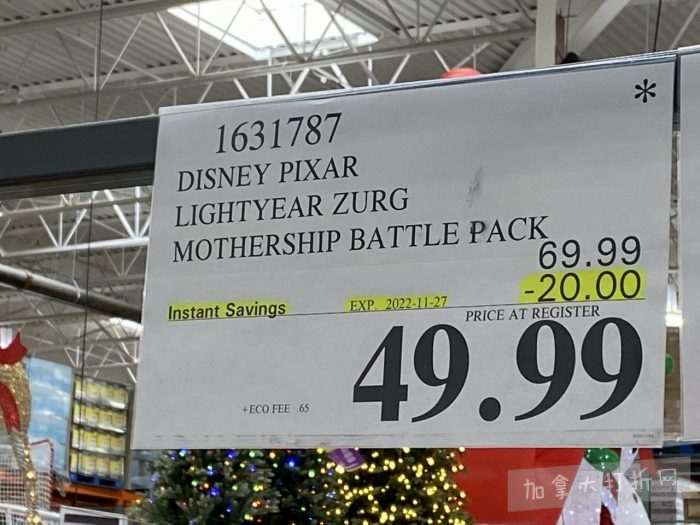 *
1631787
DISNEY PIXAR
LIGHTYEAR ZURG
MOTHERSHIP BATTLE PACK
69.99
-20.00
Instant Savings EXP. 2022-11-27
PRICE AT REGISTER
49.99
+ECO FEE .65
加拿大打折网